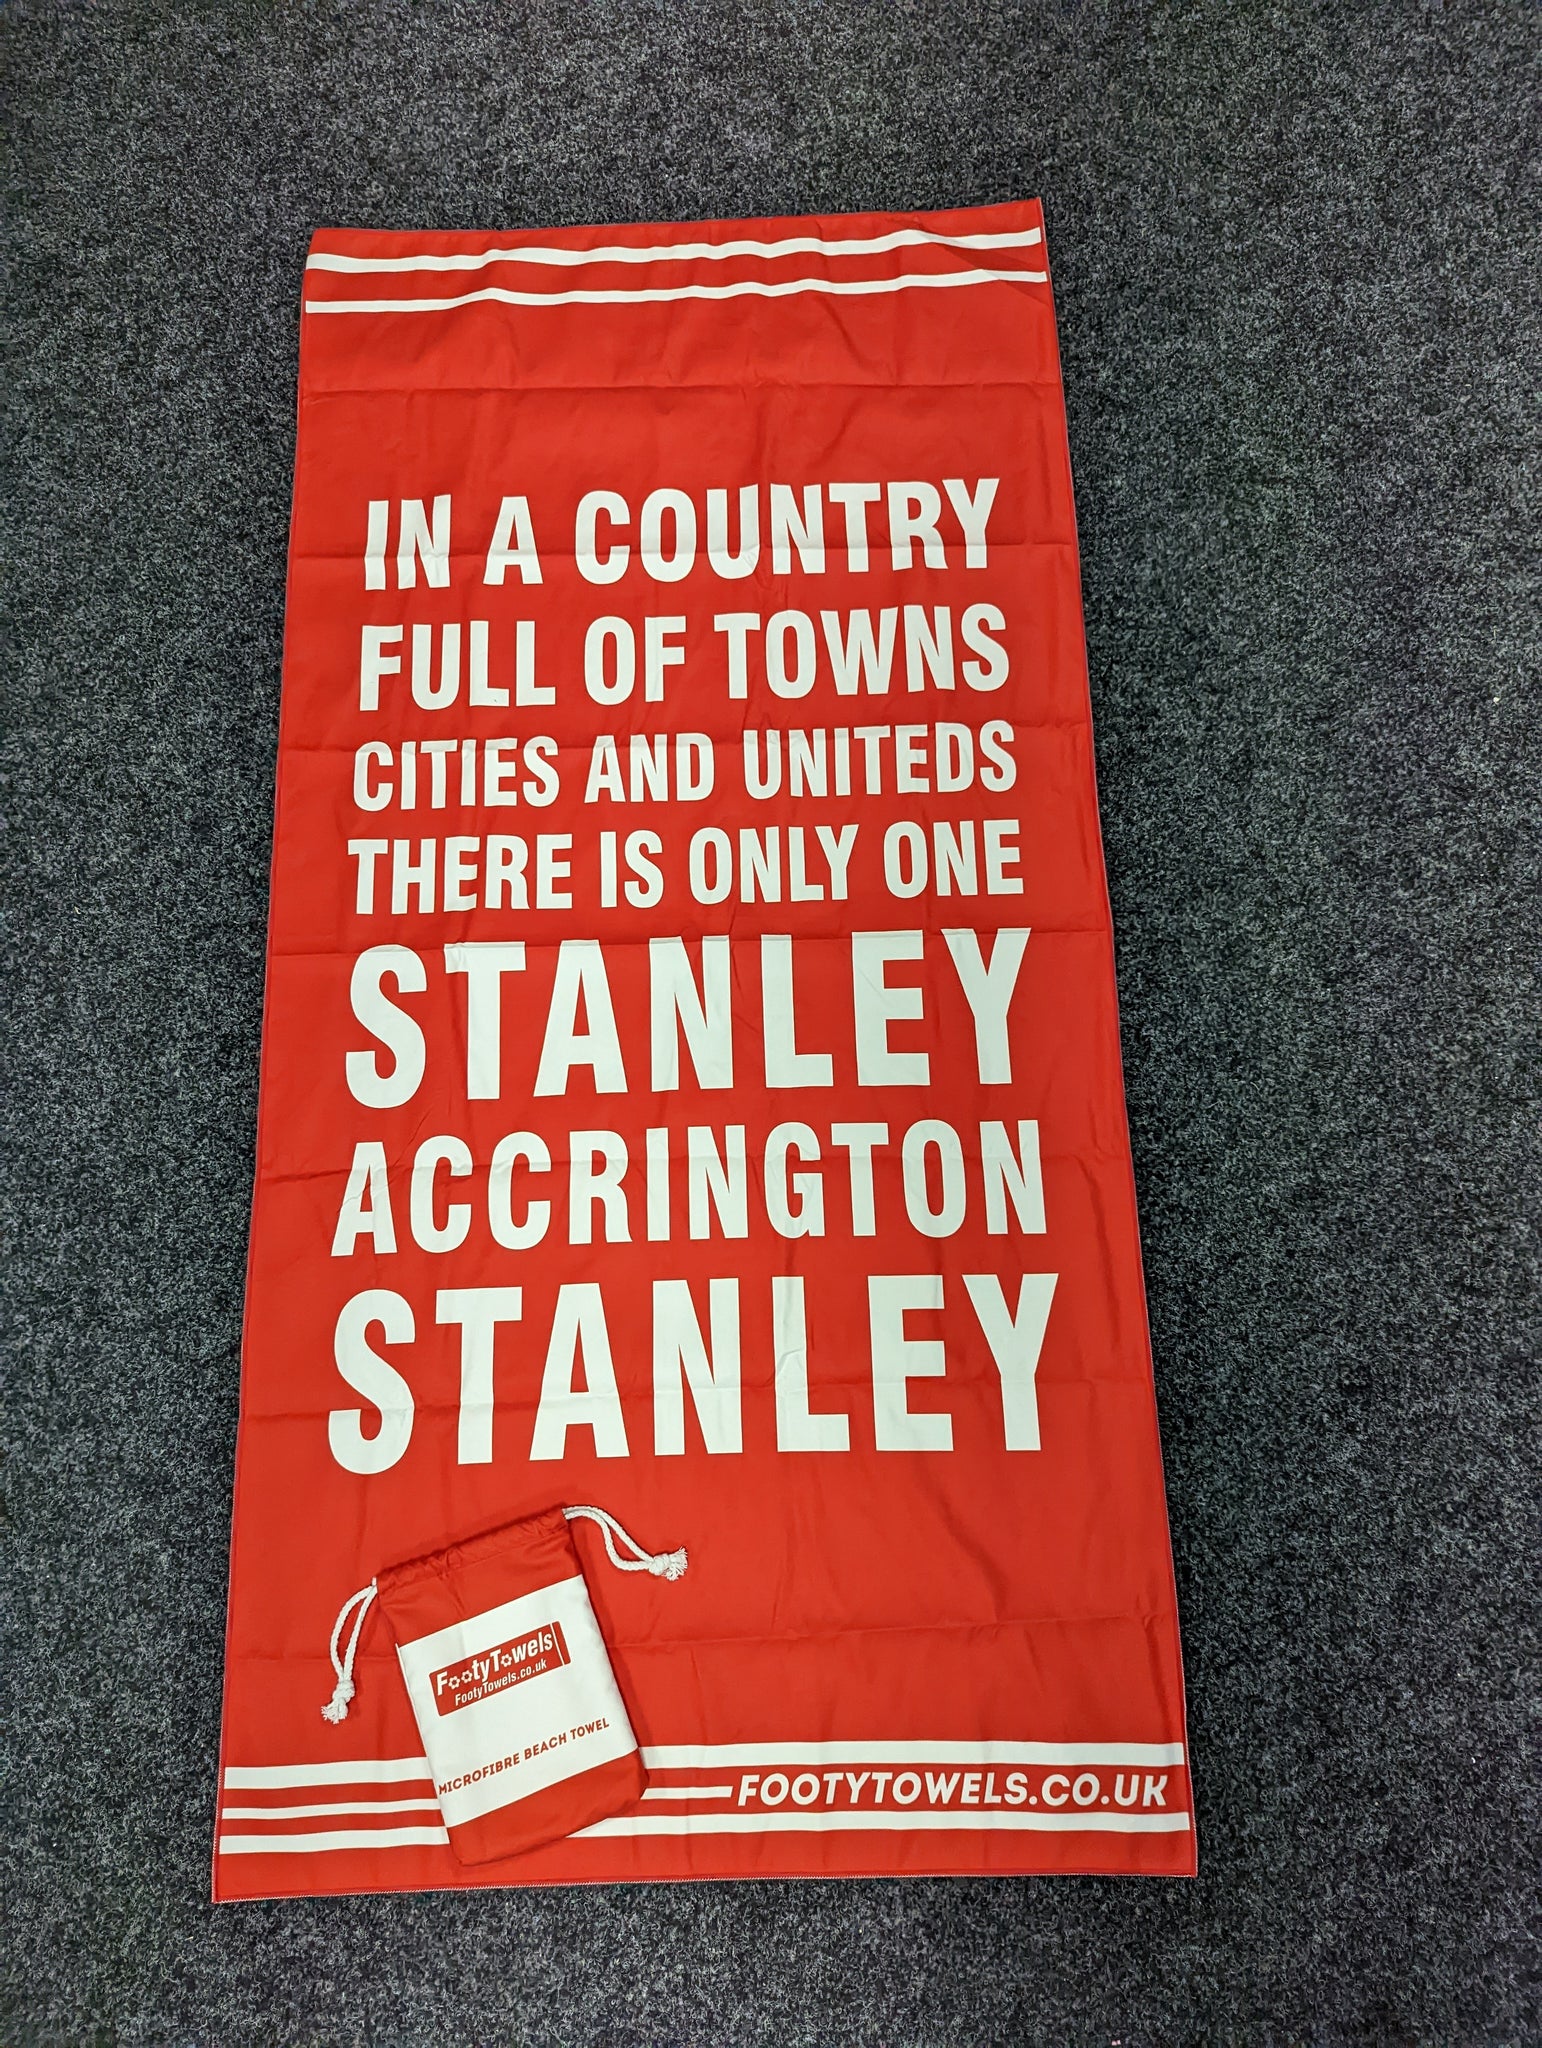 IN A COUNTRY
FULL OF TOWNS
CITIES AND UNITEDS
THERE IS ONLY ONE
STANLEY
ACCRINGTON
STANLEY
FootyTowels
FootyTowels.co.uk
MICROFIBRE BEACH TOWEL
FOOTYTOWELS.CO.UK